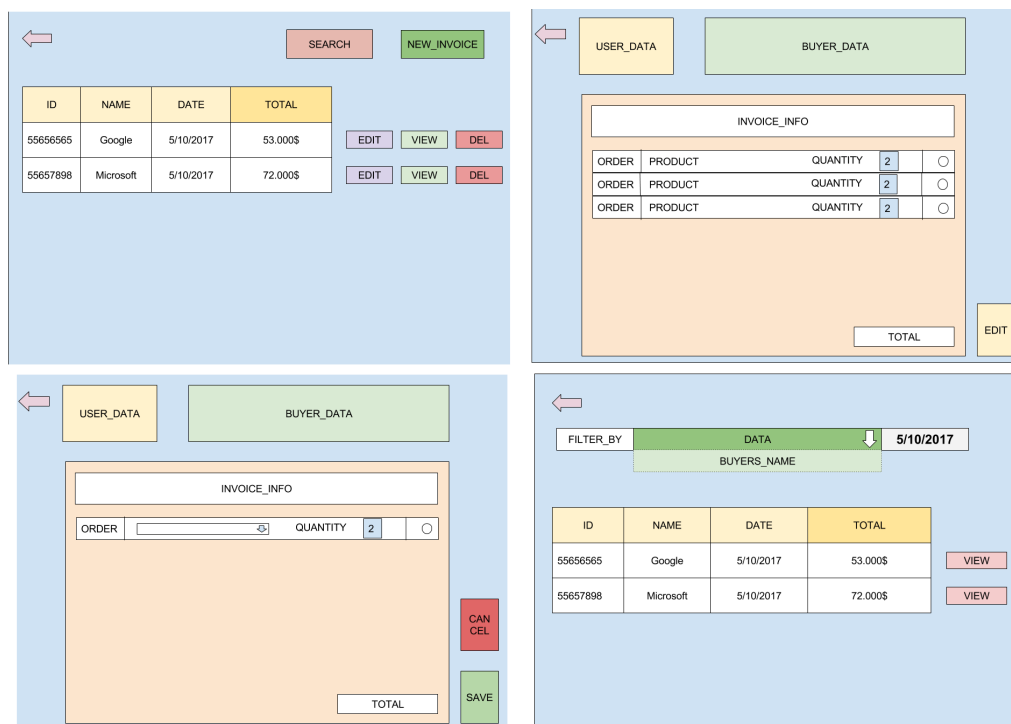 SEARCH NEW_INVOICE
ID NAME DATE TOTAL
55656565 Google 5/10/2017 53.000$ EDIT VIEW DEL
55657898 Microsoft 5/10/2017 72.000$ EDIT VIEW DEL
USER_DATA BUYER_DATA
INVOICE_INFO
ORDER PRODUCT QUANTITY 2
ORDER PRODUCT QUANTITY 2
ORDER PRODUCT QUANTITY 2
TOTAL
EDIT
USER_DATA BUYER_DATA
INVOICE_INFO
ORDER QUANTITY 2
CAN
CEL
TOTAL
SAVE
FILTER_BY DATA 5/10/2017
BUYERS_NAME
ID NAME DATE TOTAL
55656565 Google 5/10/2017 53.000$ VIEW
55657898 Microsoft 5/10/2017 72.000$ VIEW